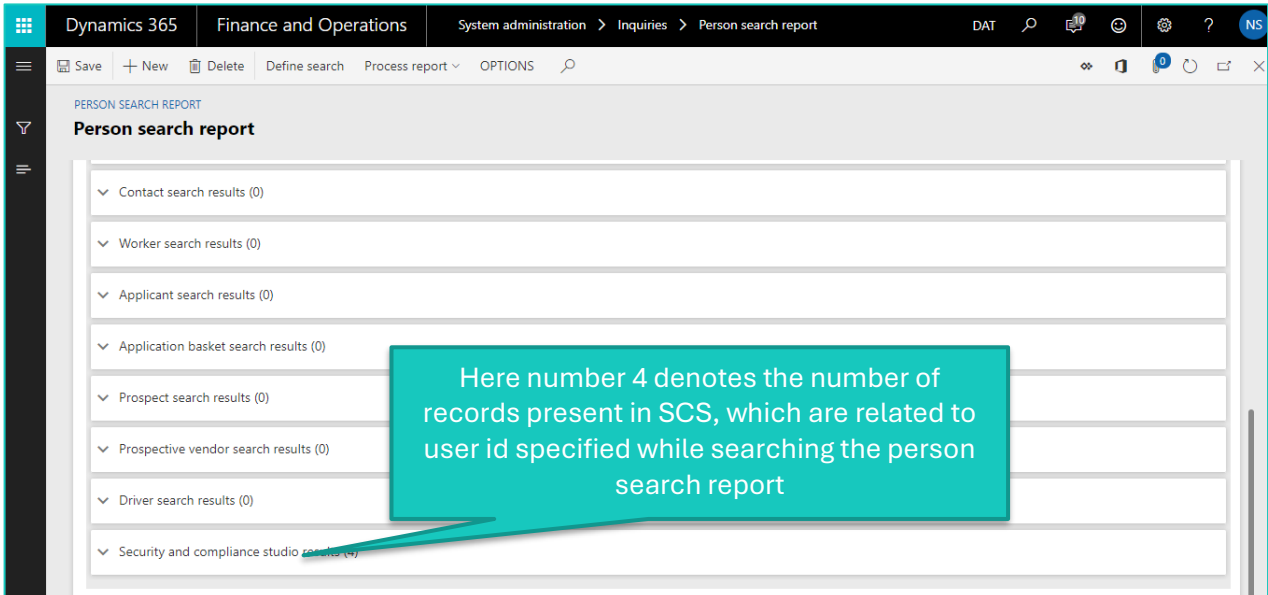 Dynamics 365 Finance and Operations System administration > Inquiries > Person search report DAT 10 ? NS
Save + New Delete Define search Process report OPTIONS 0
PERSON SEARCH REPORT
Person search report
Contact search results (0)
Worker search results (0)
Applicant search results (0)
Application basket search results (0)
Prospect search results (0)
Prospective vendor search results (0)
Driver search results (0)
Security and compliance studio results (4)
Here number 4 denotes the number of
records present in SCS, which are related to
user id specified while searching the person
search report